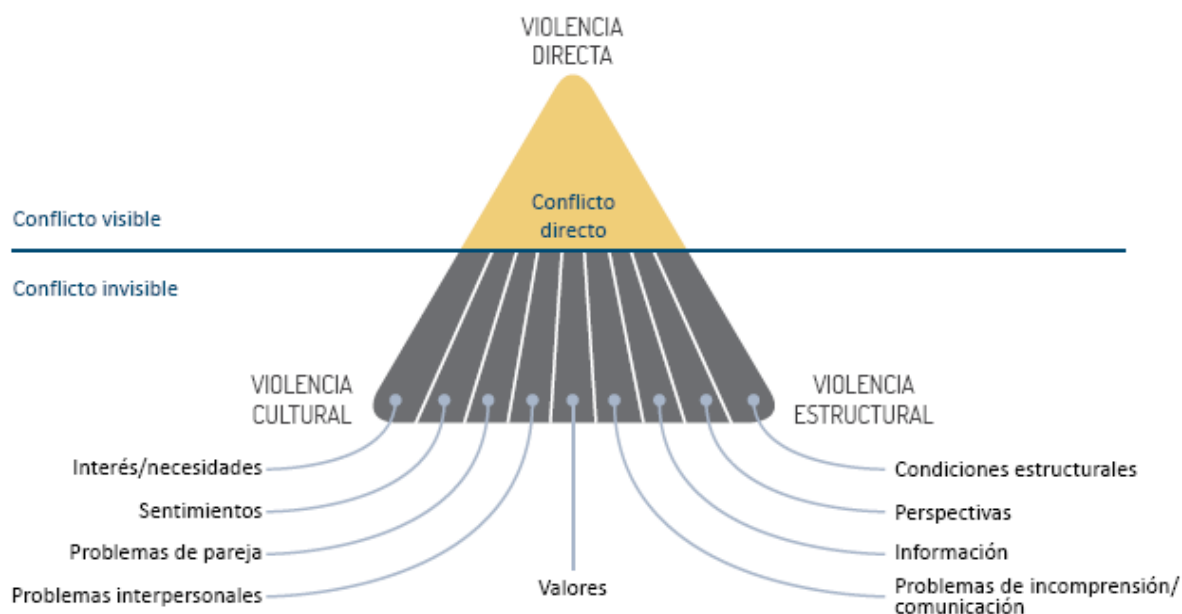 VIOLENCIA
DIRECTA
Conflicto
directo
Conflicto visible
Conflicto invisible
VIOLENCIA
CULTURAL
VIOLENCIA
ESTRUCTURAL
Interés/necesidades
Sentimientos
Problemas de pareja
Problemas interpersonales
Valores
Condiciones estructurales
Perspectivas
Información
Problemas de incomprensión/
comunicación